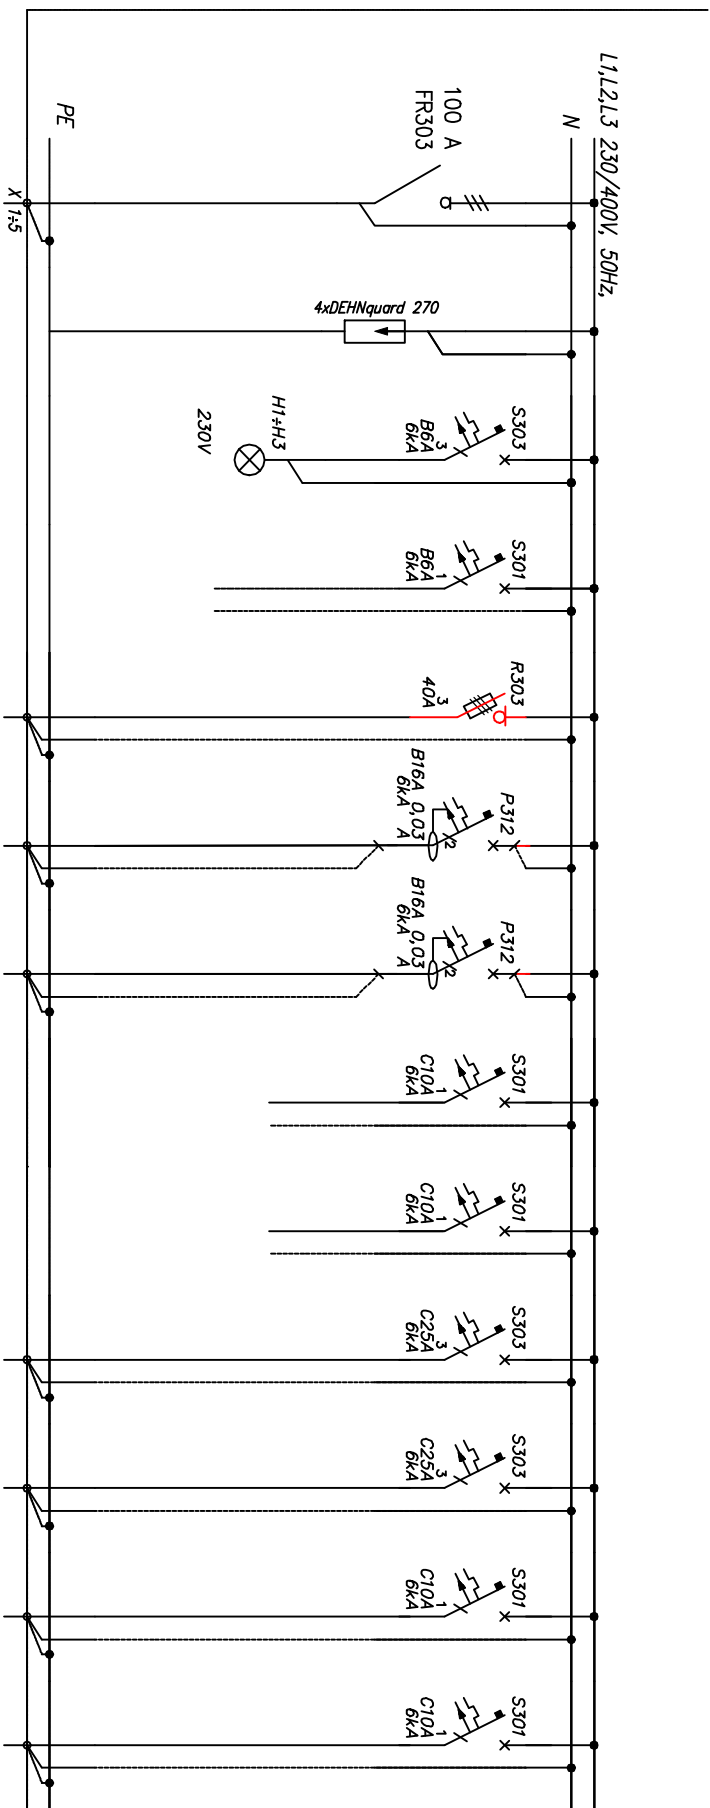 L1,L2,L3 230/400V, 50Hz,
N
PE
100 A
FR303
X 1÷5
4xDEHNquard 270
S303
3
B6A
6kA
H1÷H3
230V
S301
1
B6A
6kA
R303
3
40A
P312
2
B16A 0,03
6kA A
P312
2
B16A 0,03
6kA A
S301
1
C10A
6kA
S301
1
C10A
6kA
S303
3
C25A
6kA
S303
3
C25A
6kA
S301
1
C10A
6kA
S301
1
C10A
6kA